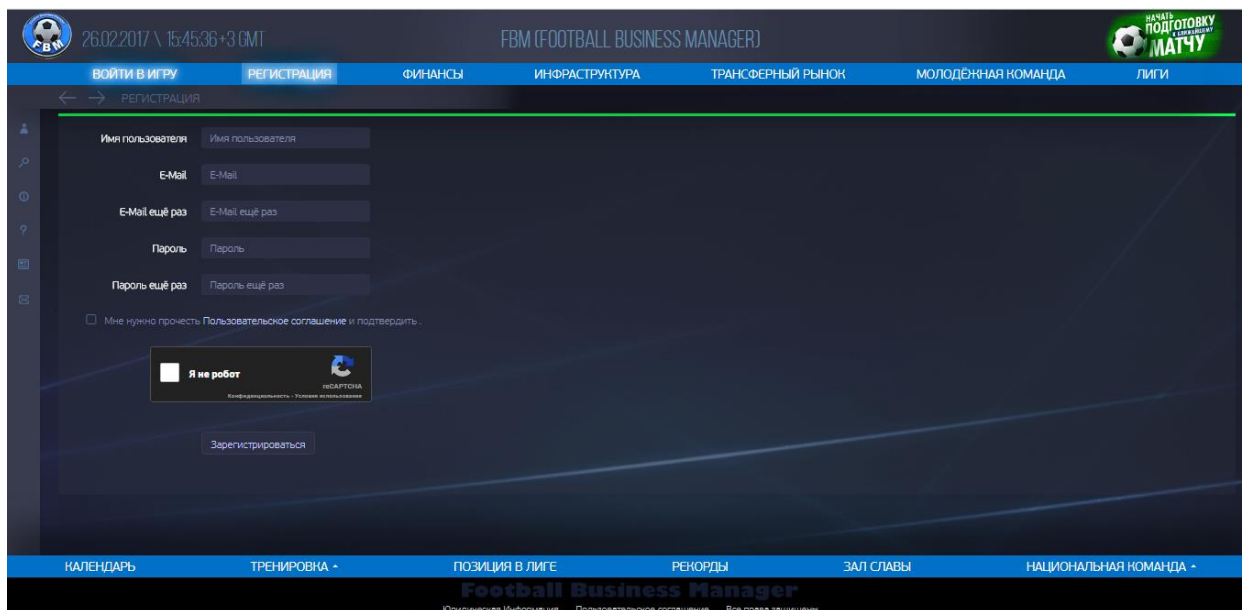 FBM
26.02.2017 \ 15:45:36 +3 GMT
FBM (FOOTBALL BUSINESS MANAGER)
НАЧАТЬ
ПОДГОТОВКУ
К БЛИЖАЙШЕМУ
МАТЧУ
ВОЙТИ В ИГРУ РЕГИСТРАЦИЯ ФИНАНСЫ ИНФРАСТРУКТУРА ТРАНСФЕРНЫЙ РЫНОК МОЛОДЁЖНАЯ КОМАНДА ЛИГИ
РЕГИСТРАЦИЯ
Имя пользователя Имя пользователя
E-Mail E-Mail
E-Mail ещё раз E-Mail ещё раз
Пароль Пароль
Пароль ещё раз Пароль ещё раз
Мне нужно прочесть Пользовательское соглашение и подтвердить .
Я не робот
reCAPTCHA
Конфиденциальность - Условия использования
Зарегистрироваться
КАЛЕНДАРЬ ТРЕНИРОВКА ПОЗИЦИЯ В ЛИГЕ РЕКОРДЫ ЗАЛ СЛАВЫ НАЦИОНАЛЬНАЯ КОМАНДА
Football Business Manager
Юридическая Информация Пользовательское соглашение Все права защищены